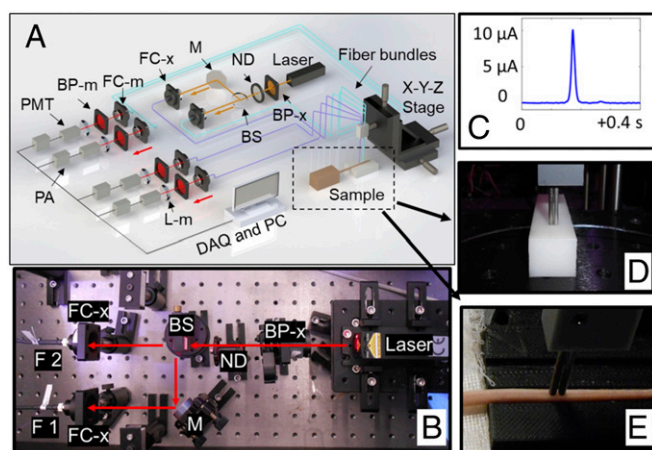 A
M
FC-x
ND
Laser
Fiber bundles
FC-m
BP-m
PMT
BS
BP-x
X-Y-Z
Stage
PA
L-m
Sample
DAQ and PC
10 µA
5 µA
0
0
+0.4 s
C
D
FC-x
BS
BP-x
F 2
ND
Laser
F 1
FC-x
M
B
E